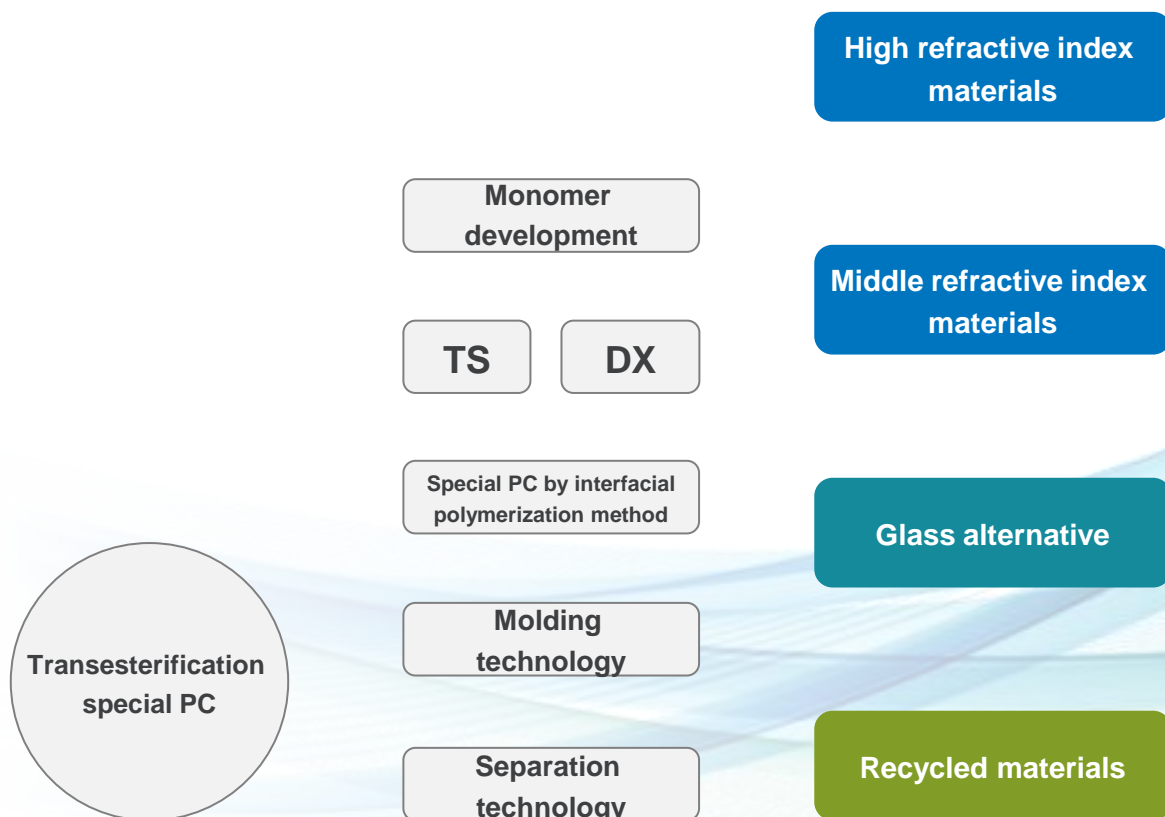 High refractive index
materials
Monomer
development
Middle refractive index
materials
TS
DX
Special PC by interfacial
polymerization method
Glass alternative
Molding
technology
Transesterification
special PC
Separation
technology
Recycled materials